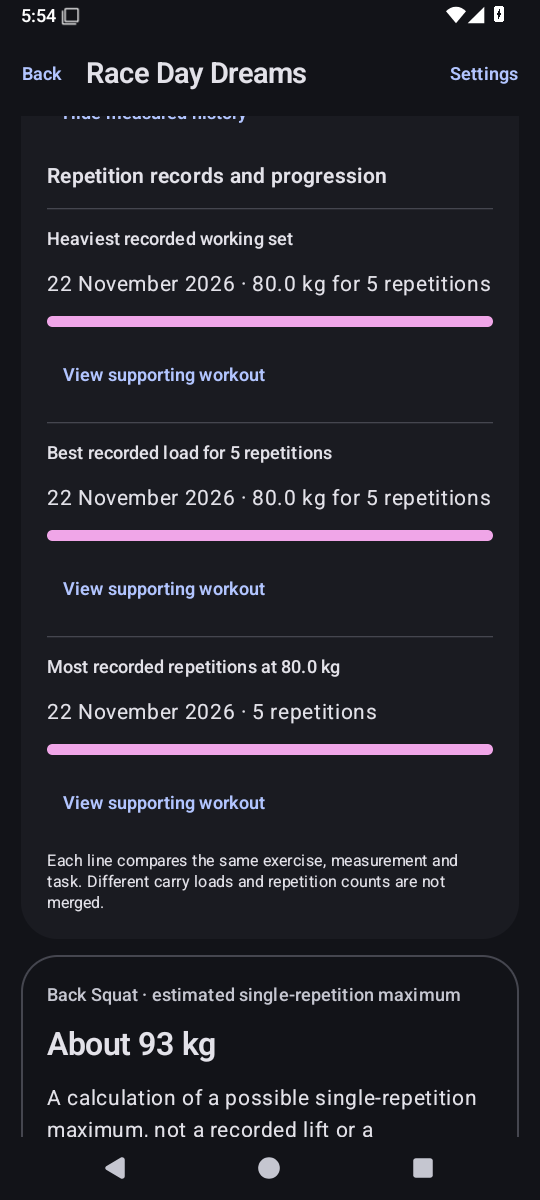 5:54
Back Race Day Dreams Settings
Hide measured history
Repetition records and progression
Heaviest recorded working set
22 November 2026 · 80.0 kg for 5 repetitions
View supporting workout
Best recorded load for 5 repetitions
22 November 2026 · 80.0 kg for 5 repetitions
View supporting workout
Most recorded repetitions at 80.0 kg
22 November 2026 · 5 repetitions
View supporting workout
Each line compares the same exercise, measurement and
task. Different carry loads and repetition counts are not
merged.
Back Squat · estimated single-repetition maximum
About 93 kg
A calculation of a possible single-repetition
maximum, not a recorded lift or a